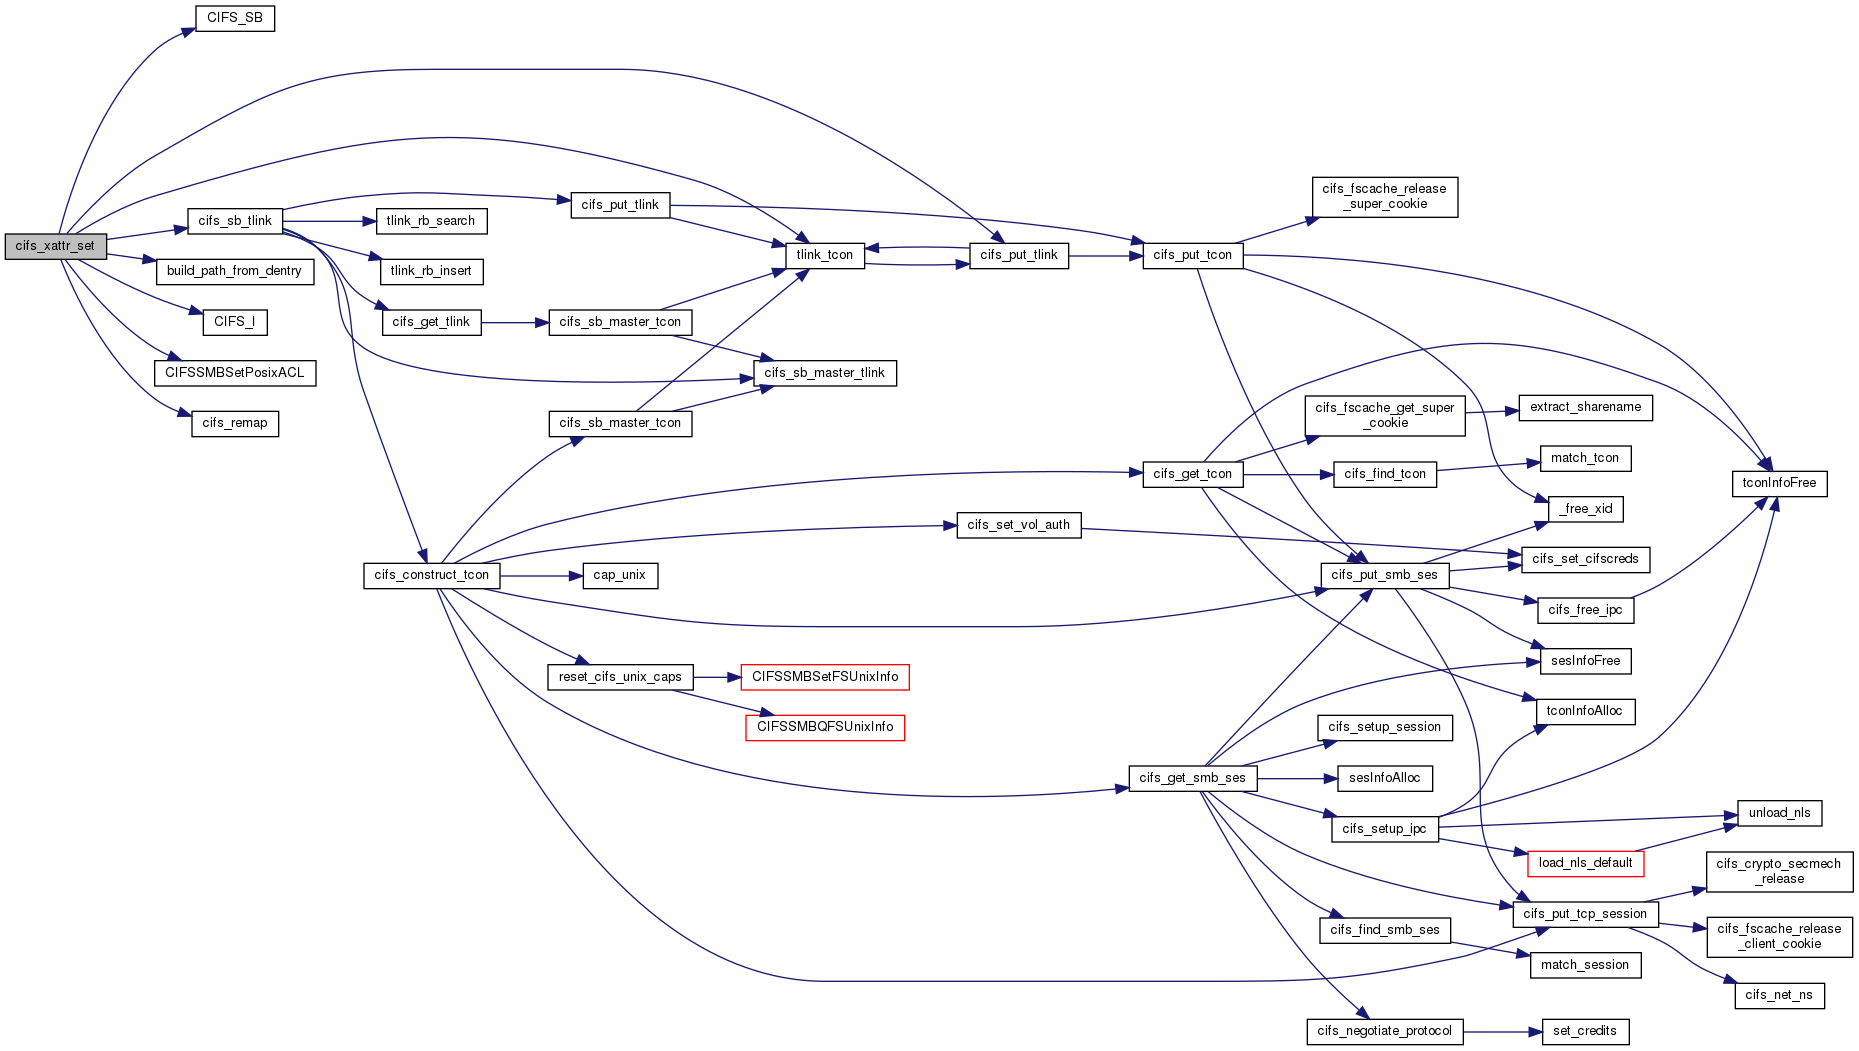 CIFS_SB
cifs_xattr_set
cifs_sb_tlink
build_path_from_dentry
CIFS_I
CIFSSMBSetPosixACL
cifs_remap
tlink_rb_search
tlink_rb_insert
cifs_get_tlink
cifs_construct_tcon
cifs_put_tlink
cifs_sb_master_tcon
cifs_sb_master_tcon
cap_unix
reset_cifs_unix_caps
tlink_tcon
cifs_sb_master_tlink
CIFSSMBSetFSUnixInfo
CIFSSMBQFSUnixInfo
cifs_put_tlink
cifs_set_vol_auth
cifs_put_tcon
cifs_get_tcon
cifs_get_smb_ses
cifs_fscache_release
_super_cookie
cifs_fscache_get_super
_cookie
cifs_find_tcon
cifs_put_smb_ses
cifs_setup_session
sesInfoAlloc
cifs_setup_ipc
cifs_find_smb_ses
cifs_negotiate_protocol
extract_sharename
match_tcon
_free_xid
cifs_set_cifscreds
cifs_free_ipc
sesInfoFree
tconInfoAlloc
load_nls_default
cifs_put_tcp_session
match_session
set_credits
tconInfoFree
unload_nls
cifs_crypto_secmech
_release
cifs_fscache_release
_client_cookie
cifs_net_ns